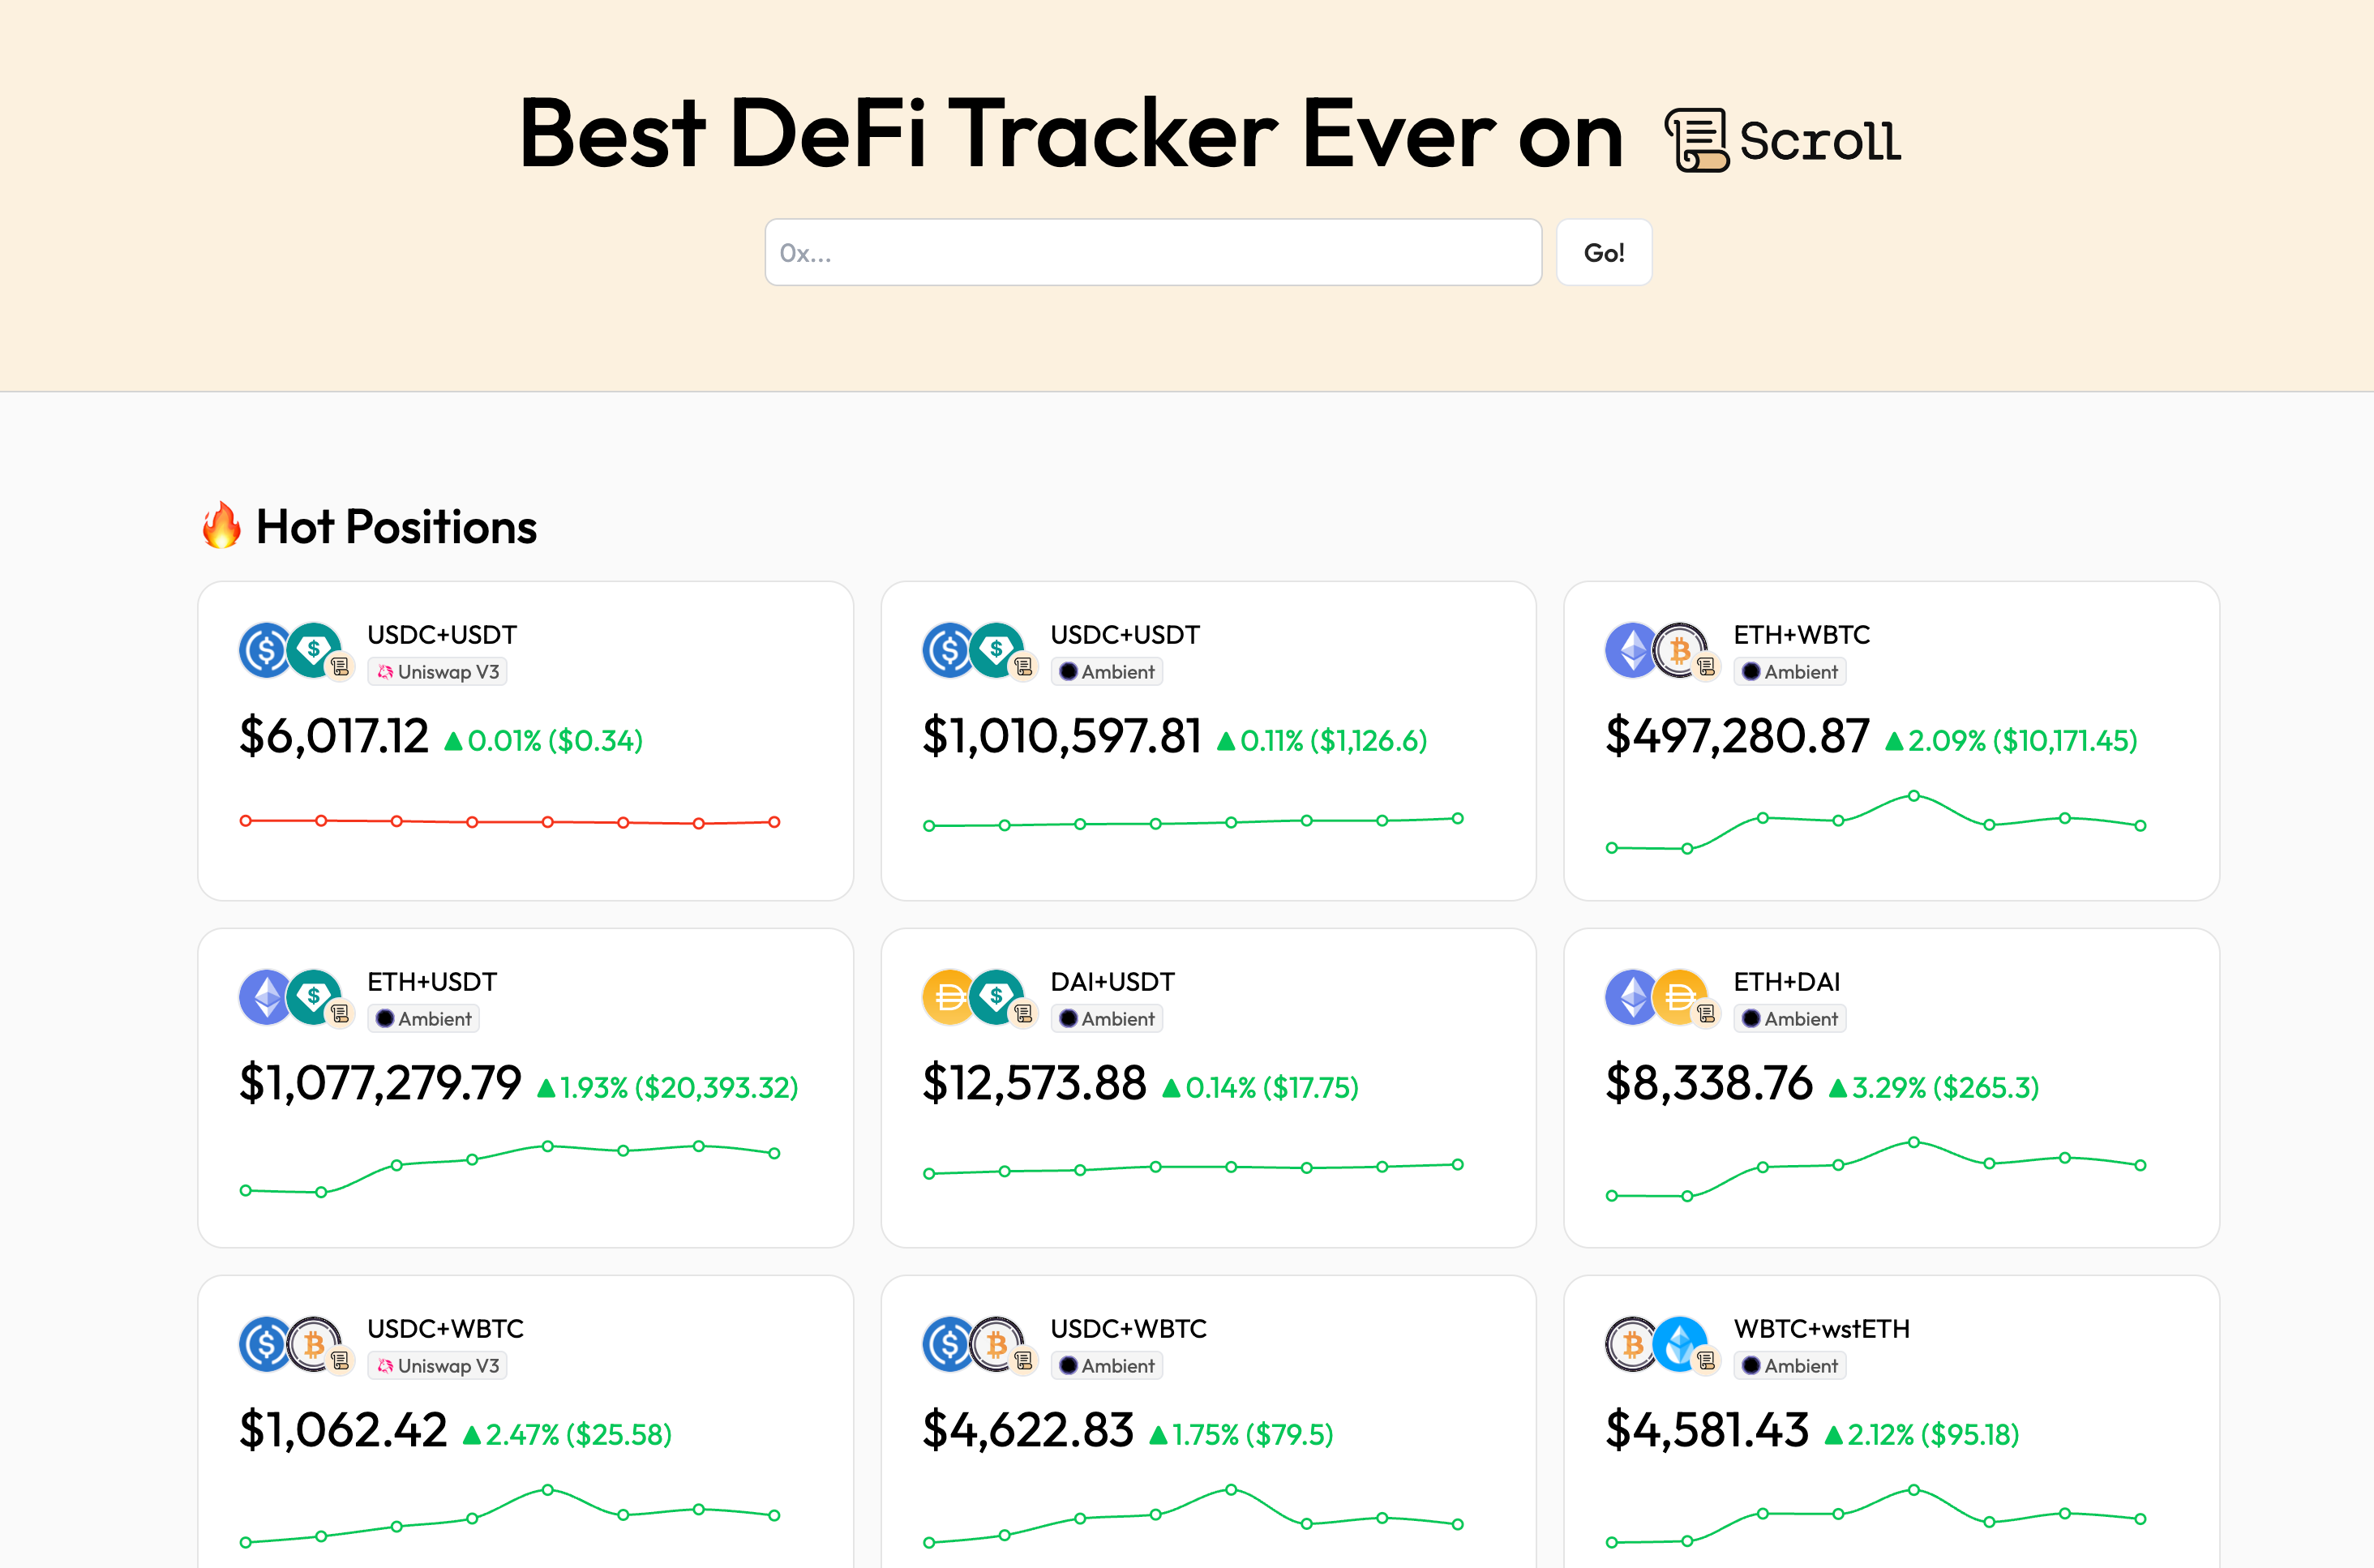 Best DeFi Tracker Ever on Scroll
0x...
Go!
Hot Positions
USDC+USDT
Uniswap V3
$6,017.12 ▲0.01% ($0.34)
USDC+USDT
Ambient
$1,010,597.81 ▲0.11% ($1,126.6)
ETH+WBTC
Ambient
$497,280.87 ▲2.09% ($10,171.45)
ETH+USDT
Ambient
$1,077,279.79 ▲1.93% ($20,393.32)
DAI+USDT
Ambient
$12,573.88 ▲0.14% ($17.75)
ETH+DAI
Ambient
$8,338.76 ▲3.29% ($265.3)
USDC+WBTC
Uniswap V3
$1,062.42 ▲2.47% ($25.58)
USDC+WBTC
Ambient
$4,622.83 ▲1.75% ($79.5)
WBTC+wstETH
Ambient
$4,581.43 ▲2.12% ($95.18)